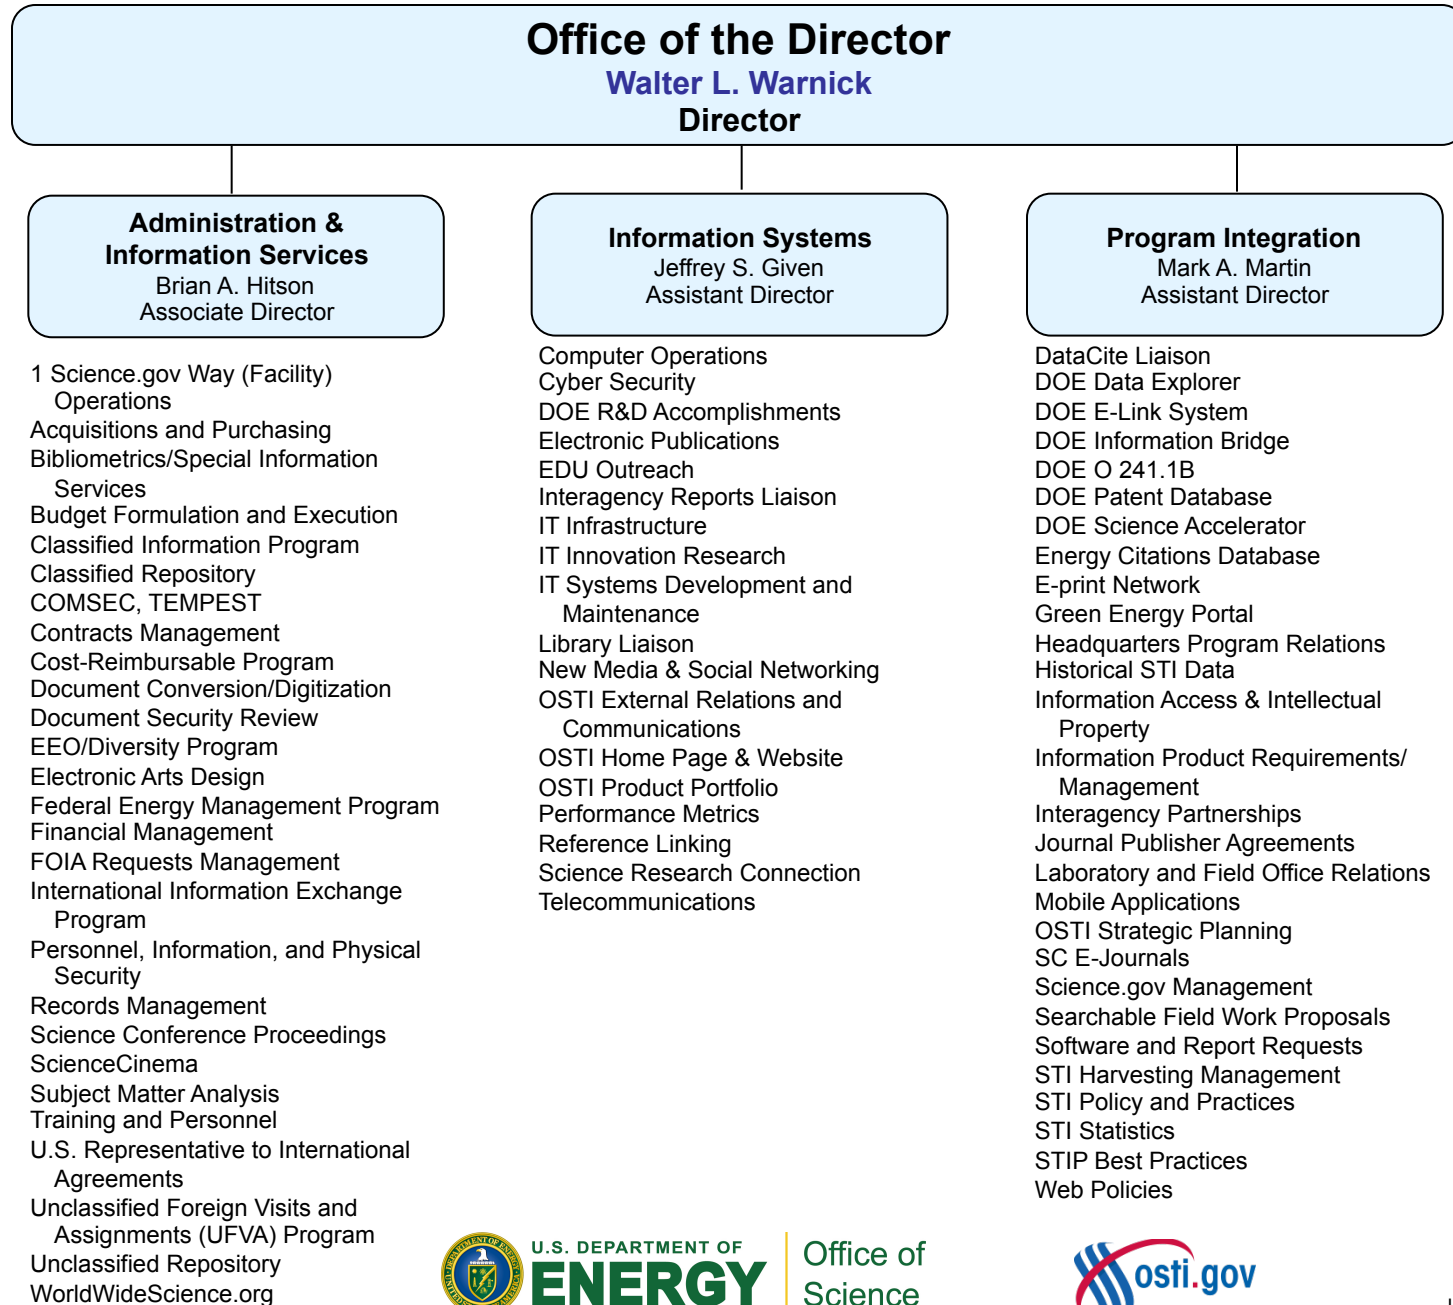 Office of the Director
Walter L. Warnick
Director
Administration &
Information Services
Brian A. Hitson
Associate Director
1 Science.gov Way (Facility)
Operations
Acquisitions and Purchasing
Bibliometrics/Special Information
Services
Budget Formulation and Execution
Classified Information Program
Classified Repository
COMSEC, TEMPEST
Contracts Management
Cost-Reimbursable Program
Document Conversion/Digitization
Document Security Review
EEO/Diversity Program
Electronic Arts Design
Federal Energy Management Program
Financial Management
FOIA Requests Management
International Information Exchange
Program
Personnel, Information, and Physical
Security
Records Management
Science Conference Proceedings
ScienceCinema
Subject Matter Analysis
Training and Personnel
U.S. Representative to International
Agreements
Unclassified Foreign Visits and
Assignments (UFVA) Program
Unclassified Repository
WorldWideScience.org
Information Systems
Jeffrey S. Given
Assistant Director
Computer Operations
Cyber Security
DOE R&D Accomplishments
Electronic Publications
EDU Outreach
Interagency Reports Liaison
IT Infrastructure
IT Innovation Research
IT Systems Development and
Maintenance
Library Liaison
New Media & Social Networking
OSTI External Relations and
Communications
OSTI Home Page & Website
OSTI Product Portfolio
Performance Metrics
Reference Linking
Science Research Connection
Telecommunications
Program Integration
Mark A. Martin
Assistant Director
DataCite Liaison
DOE Data Explorer
DOE E-Link System
DOE Information Bridge
DOE O 241.1B
DOE Patent Database
DOE Science Accelerator
Energy Citations Database
E-print Network
Green Energy Portal
Headquarters Program Relations
Historical STI Data
Information Access & Intellectual
Property
Information Product Requirements/
Management
Interagency Partnerships
Journal Publisher Agreements
Laboratory and Field Office Relations
Mobile Applications
OSTI Strategic Planning
SC E-Journals
Science.gov Management
Searchable Field Work Proposals
Software and Report Requests
STI Harvesting Management
STI Policy and Practices
STI Statistics
STIP Best Practices
Web Policies
U.S. DEPARTMENT OF
ENERGY
Office of
Science
osti.gov